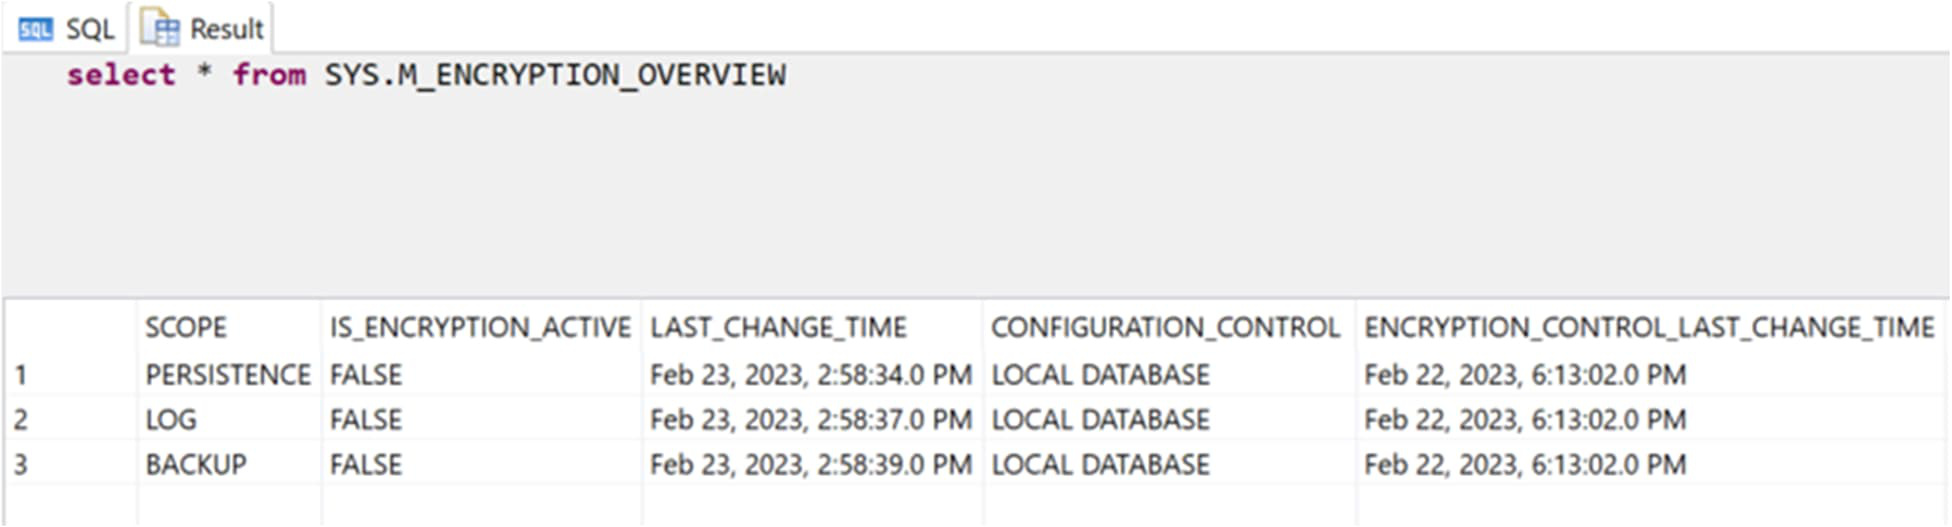 SQL SQL Result
select * from SYS.M_ENCRYPTION_OVERVIEW
SCOPE IS_ENCRYPTION_ACTIVE LAST_CHANGE_TIME CONFIGURATION_CONTROL ENCRYPTION_CONTROL_LAST_CHANGE_TIME
1 PERSISTENCE FALSE Feb 23, 2023, 2:58:34.0 PM LOCAL DATABASE Feb 22, 2023, 6:13:02.0 PM
2 LOG FALSE Feb 23, 2023, 2:58:37.0 PM LOCAL DATABASE Feb 22, 2023, 6:13:02.0 PM
3 BACKUP FALSE Feb 23, 2023, 2:58:39.0 PM LOCAL DATABASE Feb 22, 2023, 6:13:02.0 PM